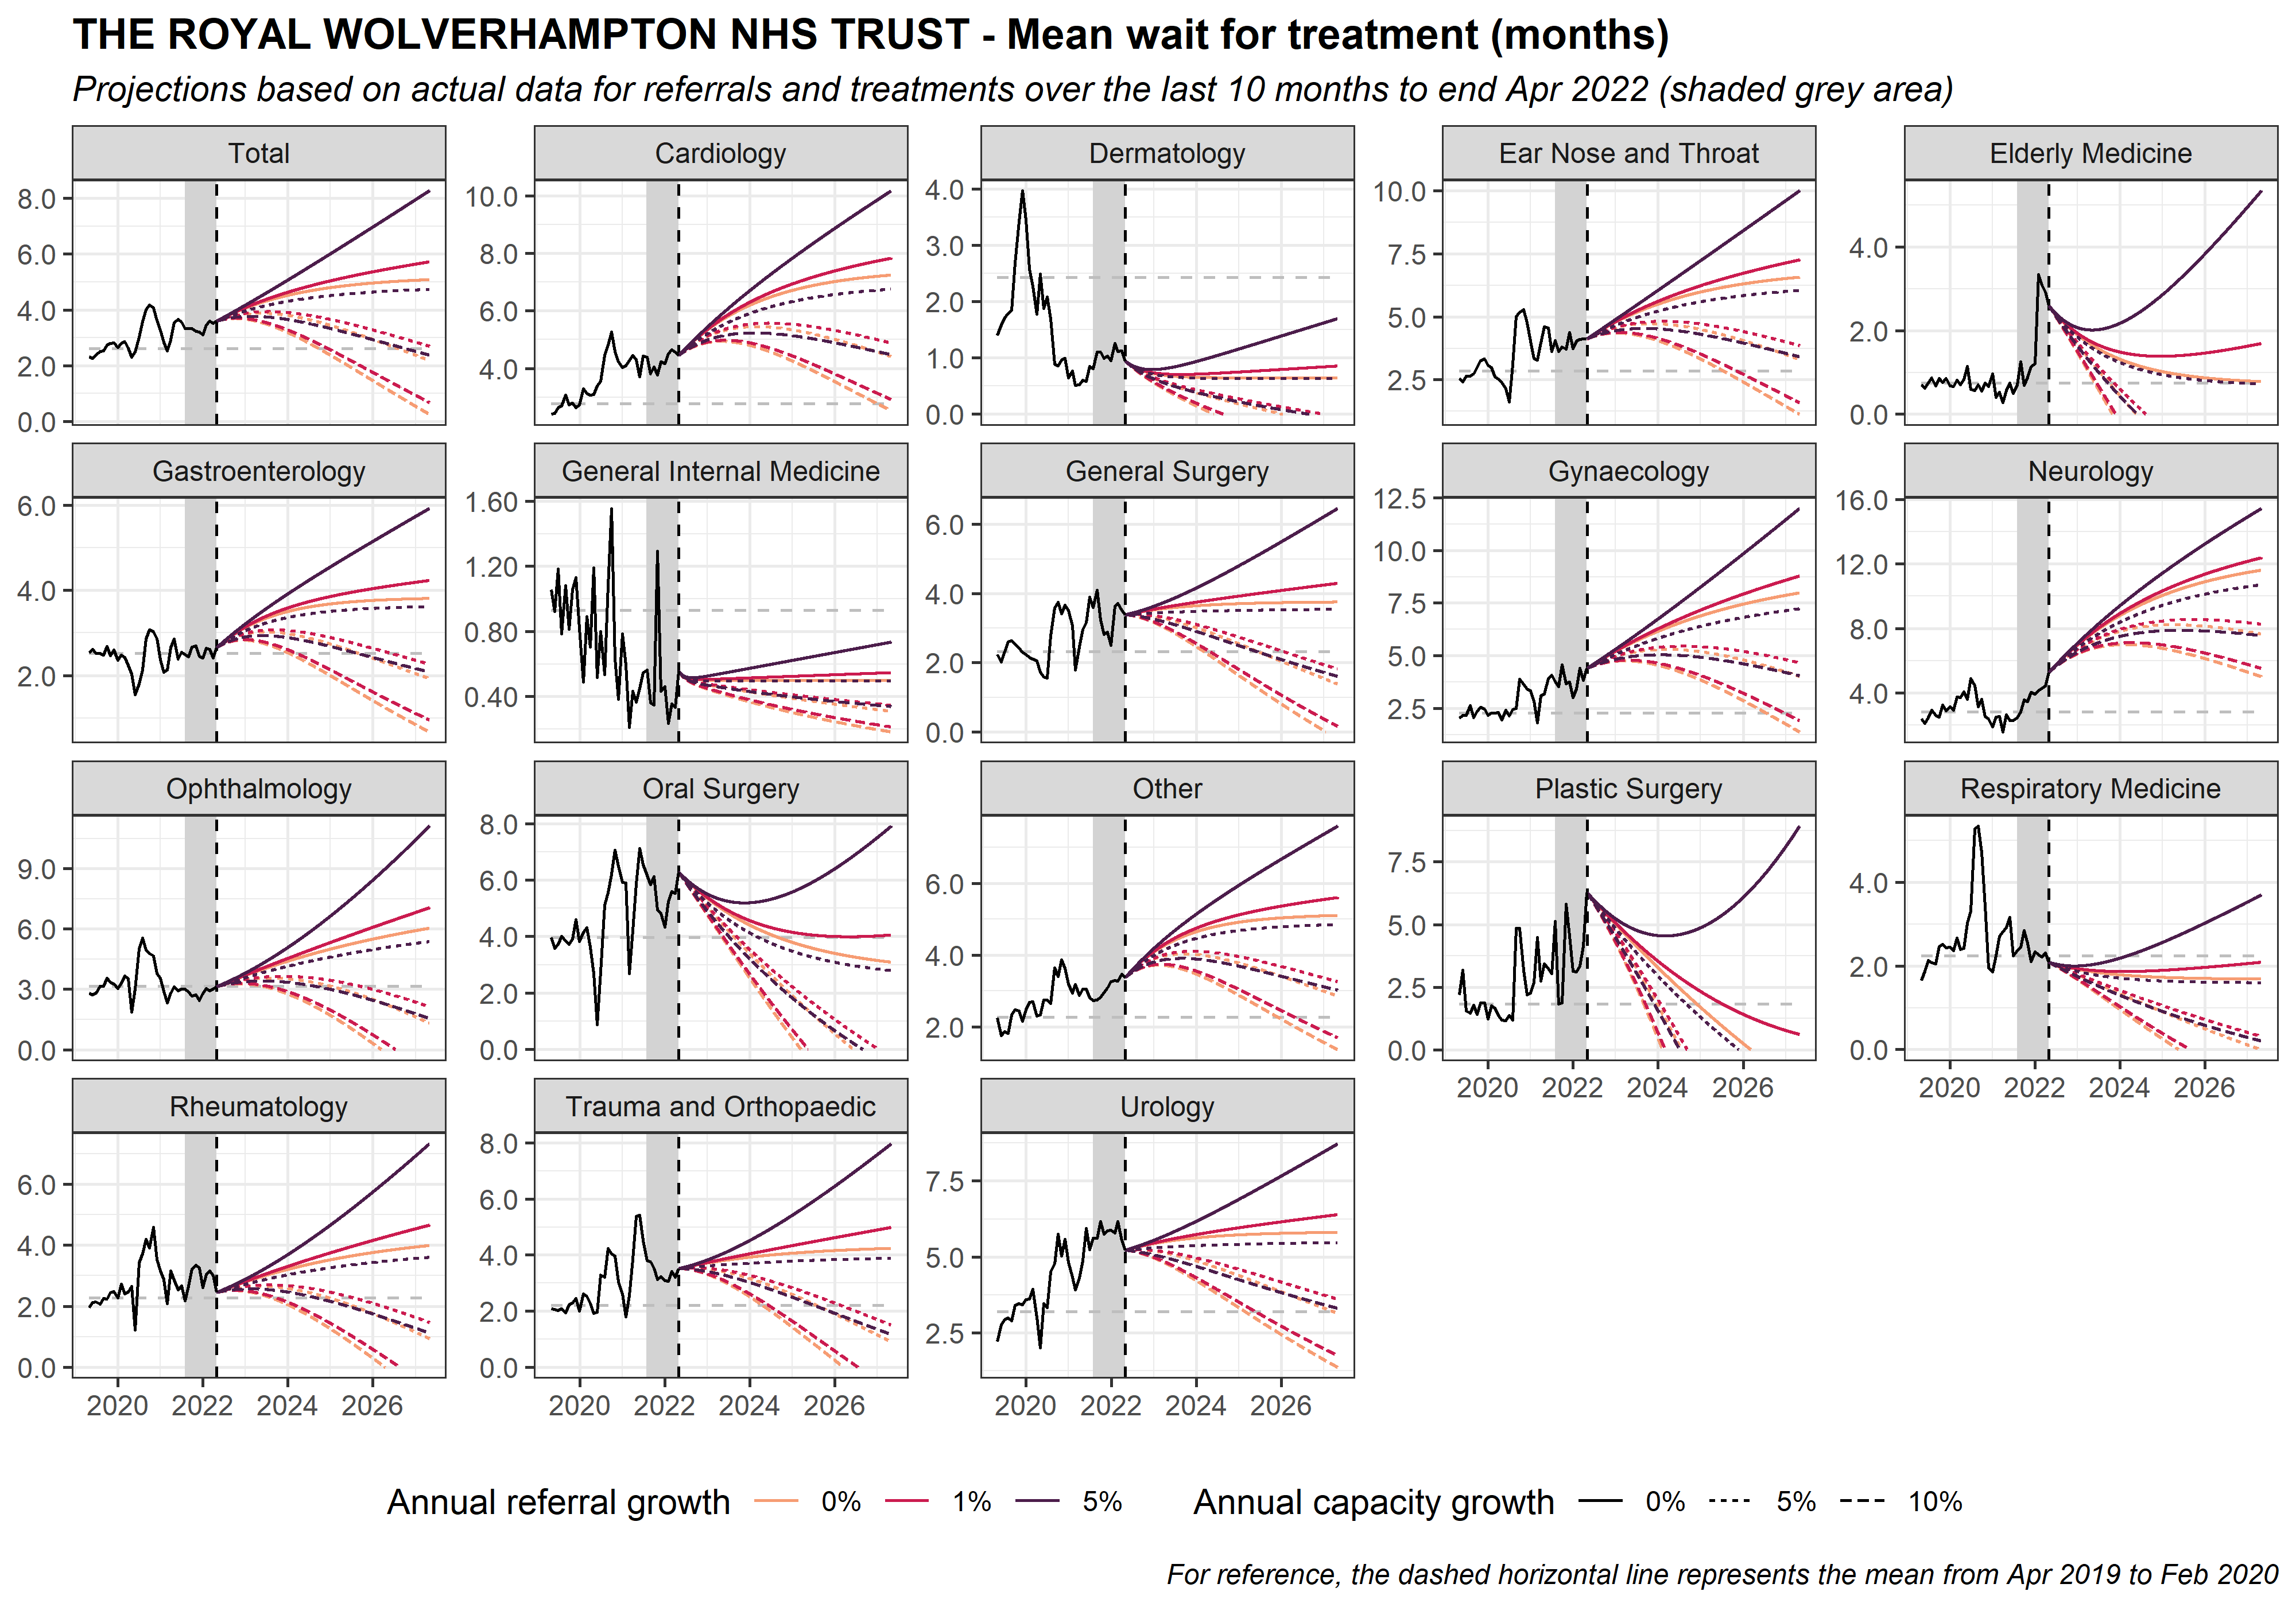 THE ROYAL WOLVERHAMPTON NHS TRUST - Mean wait for treatment (months)
Projections based on actual data for referrals and treatments over the last 10 months to end Apr 2022 (shaded grey area)
Total
8.0
6.0
4.0
2.0
0.0
Cardiology
10.0
8.0
6.0
4.0
Dermatology
4.0
3.0
2.0
1.0
0.0
Ear Nose and Throat
10.0
7.5
5.0
2.5
Elderly Medicine
4.0
2.0
0.0
Gastroenterology
6.0
4.0
2.0
General Internal Medicine
1.60
1.20
0.80
0.40
General Surgery
6.0
4.0
2.0
0.0
Gynaecology
12.5
10.0
7.5
5.0
2.5
Neurology
16.0
12.0
8.0
4.0
Ophthalmology
9.0
6.0
3.0
0.0
Oral Surgery
8.0
6.0
4.0
2.0
0.0
Other
6.0
4.0
2.0
Plastic Surgery
7.5
5.0
2.5
0.0
2020 2022 2024 2026
Respiratory Medicine
4.0
2.0
0.0
2020 2022 2024 2026
Rheumatology
6.0
4.0
2.0
0.0
2020 2022 2024 2026
Trauma and Orthopaedic
8.0
6.0
4.0
2.0
0.0
2020 2022 2024 2026
Urology
7.5
5.0
2.5
2020 2022 2024 2026
Annual referral growth 0% 1% 5% Annual capacity growth 0% 5% 10%
For reference, the dashed horizontal line represents the mean from Apr 2019 to Feb 2020